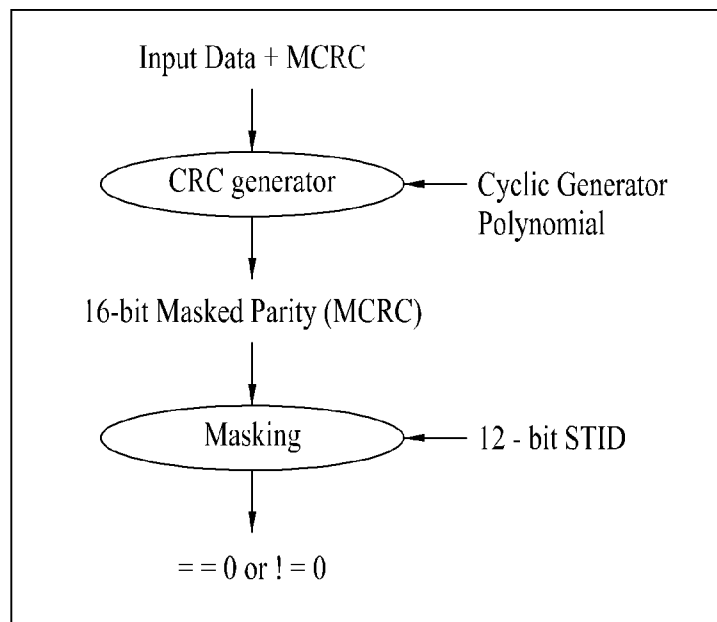 Input Data + MCRC
CRC generator
Cyclic Generator
Polynomial
16-bit Masked Parity (MCRC)
Masking
12 - bit STID
= = 0 or ! = 0